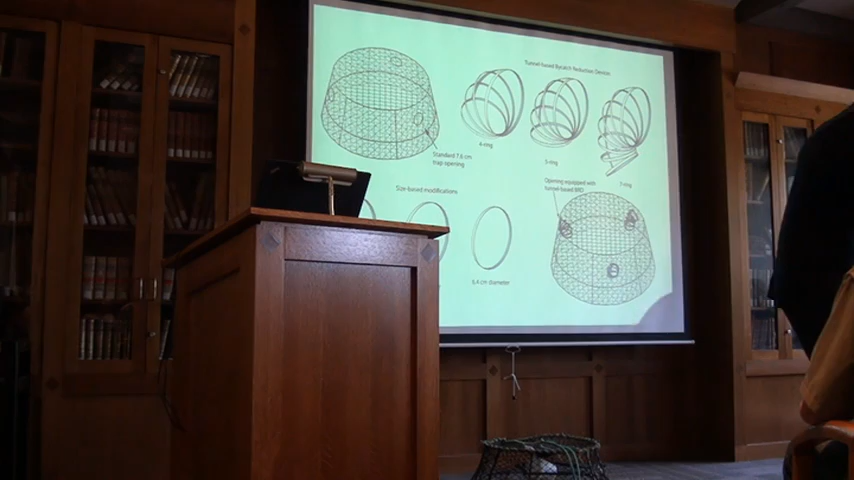 Tunnel-based Bycatch Reduction Devices
4-ring
5-ring
7-ring
Standard 7.6 cm
trap opening
Size-based modifications
Opening equipped with
tunnel-based BRD
6.4 cm diameter